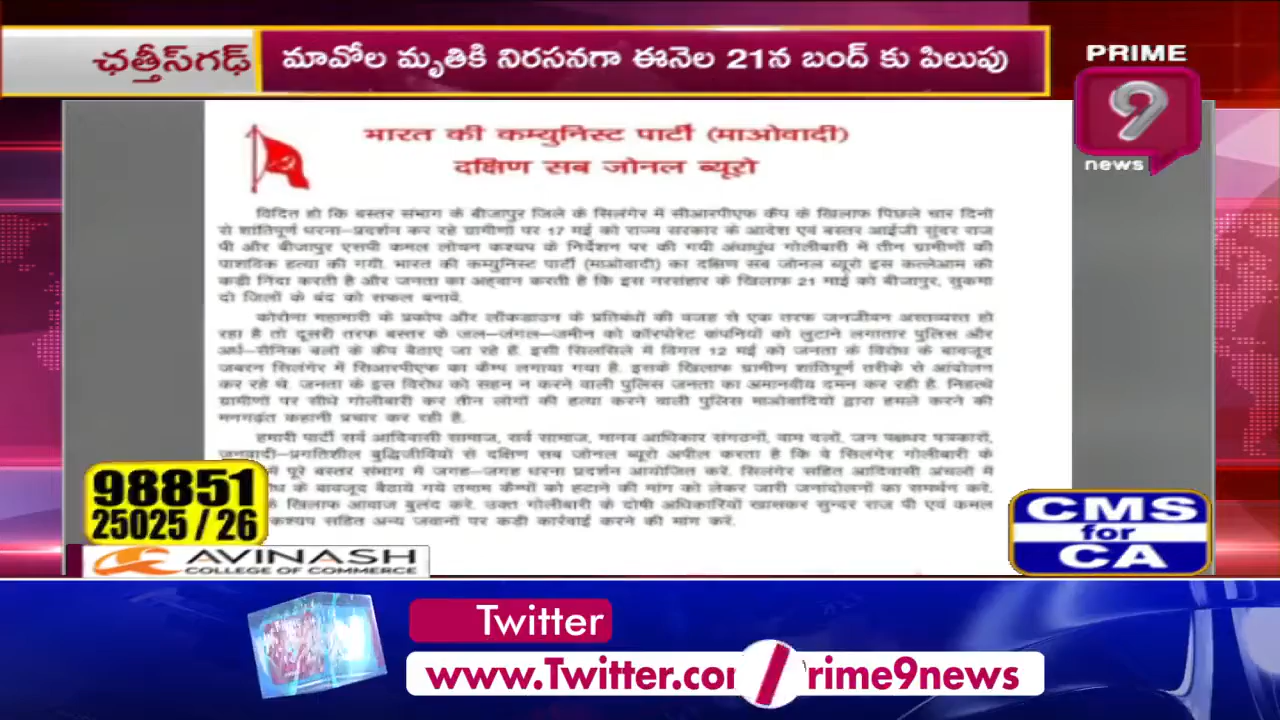 ఛత్తీస్‌గఢ్
మావోల మృతికి నిరసనగా ఈనెల 21న బంద్ కు పిలుపు
PRIME
9
news
भारत की कम्युनिस्ट पार्टी (माओवादी)
दक्षिण सब जोनल ब्यूरो
विदित हो कि बस्तर संभाग के बीजापुर जिले के सिलंगेर में सीआरपीएफ कैंप के खिलाफ पिछले चार दिनों
से शांतिपूर्ण धरना–प्रदर्शन कर रहे ग्रामीणों पर 17 मई को राज्य सरकार के आदेश एवं बस्तर आईजी सुंदर राज
पी और बीजापुर एसपी कमल लोचन कश्यप के निर्देशन पर की गयी अंधाधुंध गोलीबारी में तीन ग्रामीणों की
पाशविक हत्या की गयी. भारत की कम्युनिस्ट पार्टी (माओवादी) का दक्षिण सब जोनल ब्यूरो इस कत्लेआम की
कड़ी निंदा करती है और जनता का आह्वान करती है कि इस नरसंहार के खिलाफ 21 माई को बीजापुर, सुकमा
दो जिलों के बंद को सफल बनावें.
कोरोना महामारी के प्रकोप और लॉकडाउन के प्रतिबंधों की वजह से एक तरफ जनजीवन अस्तव्यस्त हो
रहा है तो दूसरी तरफ बस्तर के जल–जंगल–जमीन को कॉरपोरेट कंपनियों को लुटाने लगातार पुलिस और
अर्ध–सैनिक बलों के कैंप बैठाए जा रहे हैं. इसी सिलसिले में विगत 12 मई को जनता के विरोध के बावजूद
जबरन सिलंगेर में सिआरपीएफ का कैम्प लगाया गया है. इसके खिलाफ ग्रामीण शांतिपूर्ण तरीके से आंदोलन
कर रहे थे. जनता के इस विरोध को सहन न करने वाली पुलिस जनता का अमानवीय दमन कर रही है. निहत्थे
ग्रामीणों पर सीधे गोलीबारी कर तीन लोगों की हत्या करने वाली पुलिस माओवादियों द्वारा हमले करने की
मनगढ़ंत कहानी प्रचार कर रही है.
हमारी पार्टी सर्व आदिवासी सामाज, सर्व सामाज, मानव आधिकार संगठनों, वाम दलों, जन पक्षधर पत्रकारों,
जनवादी–प्रगतिशील बुद्धिजीवियों से दक्षिण सब जोनल ब्यूरो अपील करता है कि वे सिलंगेर गोलीबारी के
में पूरे बस्तर संभाग में जगह–जगह धरना प्रदर्शन आयोजित करें. सिलंगेर सहित आदिवासी अंचलों में
के बावजूद बैठाये गये तमाम कैम्पों को हटाने की मांग को लेकर जारी जनांदोलनों का समर्थन करें.
के खिलाफ आवाज बुलंद करें. उक्त गोलीबारी के दोषी अधिकारियों खासकर सुन्दर राज पी एवं कमल
कश्यप सहित अन्य जवानों पर कड़ी कार्रवाई करने की मांग करें.
98851
25025 / 26
AVINASH
COLLEGE OF COMMERCE
CMS
for
CA
Twitter
www.Twitter.com/Prime9news